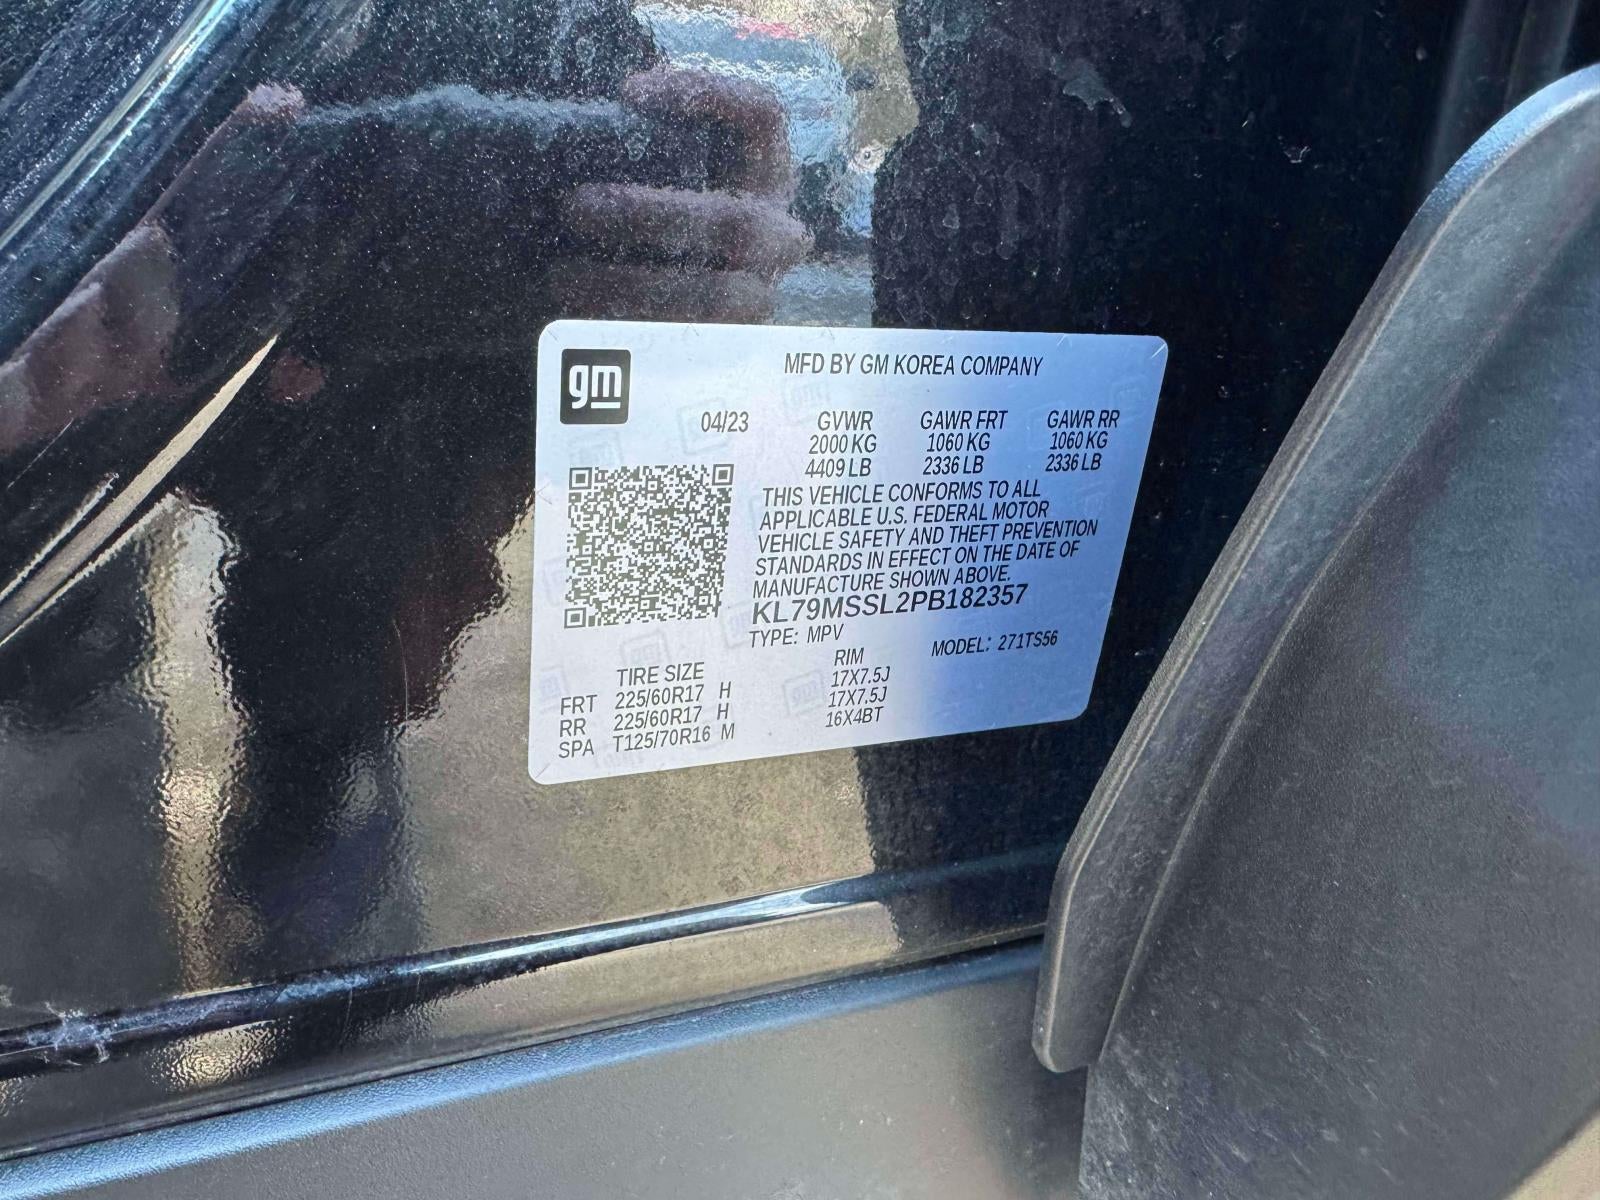 gm
MFD BY GM KOREA COMPANY
04/23 GVWR GAWR FRT GAWR RR
2000 KG 1060 KG 1060 KG
4409 LB 2336 LB 2336 LB
THIS VEHICLE CONFORMS TO ALL
APPLICABLE U.S. FEDERAL MOTOR
VEHICLE SAFETY AND THEFT PREVENTION
STANDARDS IN EFFECT ON THE DATE OF
MANUFACTURE SHOWN ABOVE.
KL79MSSL2PB182357
TYPE: MPV MODEL: 271TS56
TIRE SIZE RIM
FRT 225/60R17 H 17X7.5J
RR 225/60R17 H 17X7.5J
SPA T125/70R16 M 16X4BT